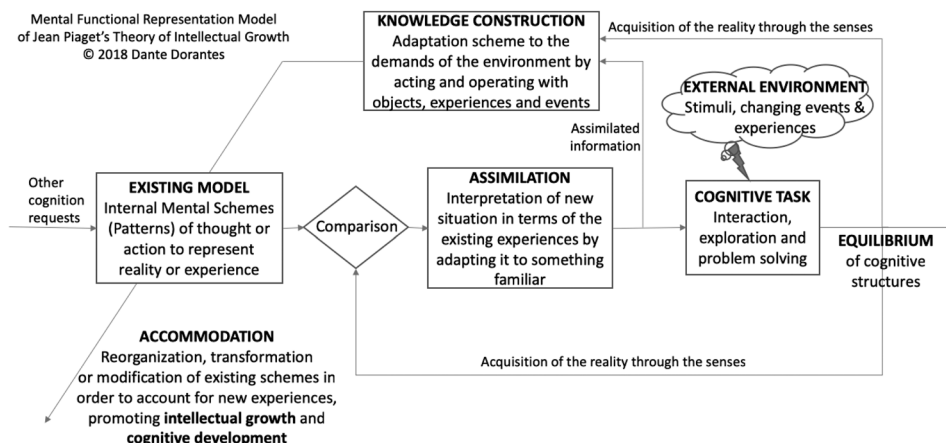 Mental Functional Representation Model
of Jean Piaget's Theory of Intellectual Growth
© 2018 Dante Dorantes
KNOWLEDGE CONSTRUCTION
Adaptation scheme to the
demands of the environment by
acting and operating with
objects, experiences and events
Acquisition of the reality through the senses
EXTERNAL ENVIRONMENT
Stimuli, changing events &
experiences
Assimilated
information
Other
cognition
requests
EXISTING MODEL
Internal Mental Schemes
(Patterns) of thought or
action to represent
reality or experience
Comparison
ASSIMILATION
Interpretation of new
situation in terms of the
existing experiences by
adapting it to something
familiar
COGNITIVE TASK
Interaction,
exploration and
problem solving
EQUILIBRIUM
of cognitive
structures
ACCOMMODATION
Reorganization, transformation
or modification of existing schemes in
order to account for new experiences,
promoting intellectual growth and
cognitive development
Acquisition of the reality through the senses